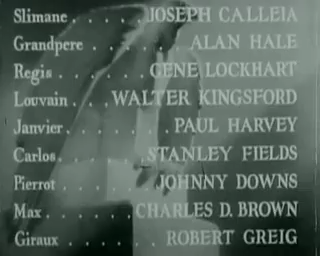 Slimane. . . . . JOSEPH CALLEIA
Grandpere . . . . . . ALAN HALE
Regis . . . . . . GENE LOCKHART
Louvain. . . WALTER KINGSFORD
Janvier. . . . . . . PAUL HARVEY
Carlos. . . . . . STANLEY FIELDS
Pierrot . . . . . JOHNNY DOWNS
Max. . . . . . CHARLES D. BROWN
Giraux . . . . . . ROBERT GREIG